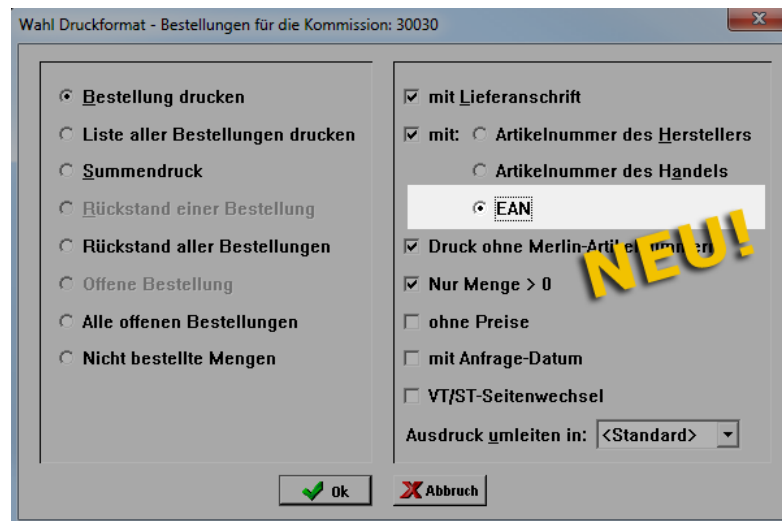 Wahl Druckformat - Bestellungen für die Kommission: 30030
x
Bestellung drucken
Liste aller Bestellungen drucken
Summendruck
Rückstand einer Bestellung
Rückstand aller Bestellungen
Offene Bestellung
Alle offenen Bestellungen
Nicht bestellte Mengen
mit Lieferanschrift
mit: Artikelnummer des Herstellers
Artikelnummer des Handels
EAN
Druck ohne Merlin-Artikelnummern
NEU!
Nur Menge > 0
ohne Preise
mit Anfrage-Datum
VT/ST-Seitenwechsel
Ausdruck umleiten in: <Standard>
Ok
Abbruch